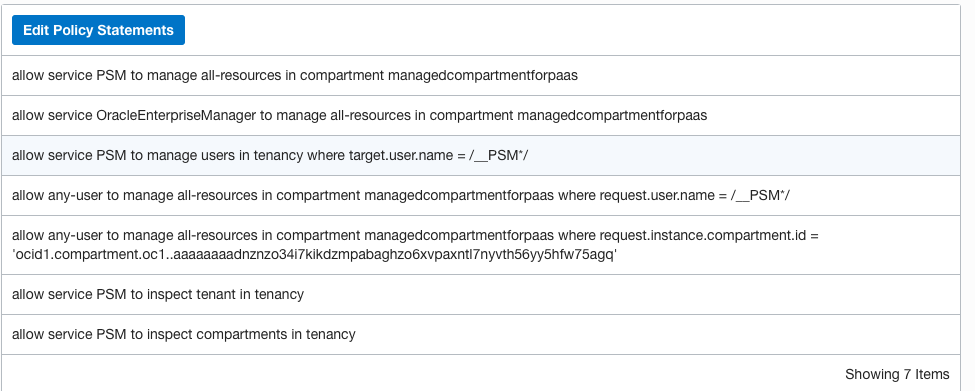 Edit Policy Statements
allow service PSM to manage all-resources in compartment managedcompartmentforpaas
allow service OracleEnterpriseManager to manage all-resources in compartment managedcompartmentforpaas
allow service PSM to manage users in tenancy where target.user.name = /__PSM*/
allow any-user to manage all-resources in compartment managedcompartmentforpaas where request.user.name = /__PSM*/
allow any-user to manage all-resources in compartment managedcompartmentforpaas where request.instance.compartment.id =
'ocid1.compartment.oc1..aaaaaaaadnznzo34i7kikdzmpabaghzo6xvpaxntl7nyvth56yy5hfw75agq'
allow service PSM to inspect tenant in tenancy
allow service PSM to inspect compartments in tenancy
Showing 7 Items